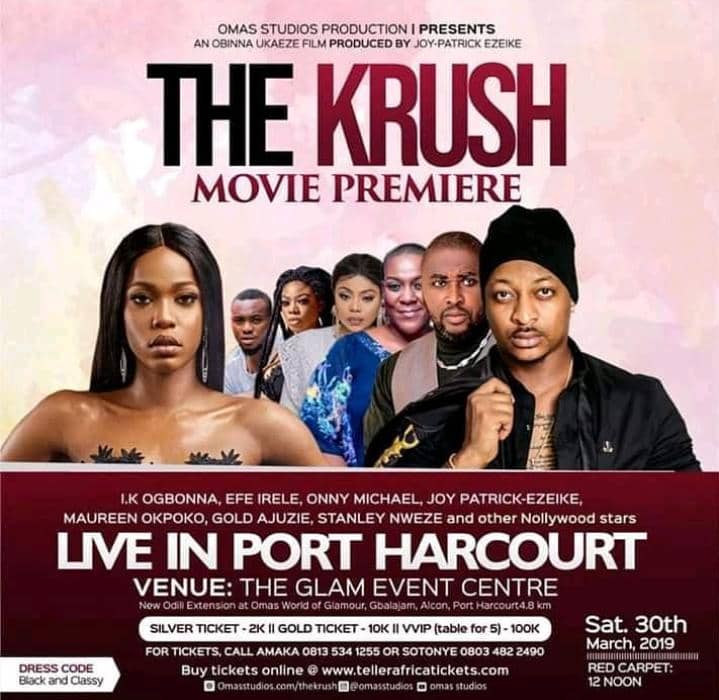 OMAS STUDIOS PRODUCTION I PRESENTS
AN OBINNA UKAEZE FILM PRODUCED BY JOY-PATRICK EZEIKE
THE KRUSH
MOVIE PREMIERE
I.K OGBONNA, EFE IRELE, ONNY MICHAEL, JOY PATRICK-EZEIKE,
MAUREEN OKPOKO, GOLD AJUZIE, STANLEY NWEZE and other Nollywood stars
LIVE IN PORT HARCOURT
VENUE: THE GLAM EVENT CENTRE
New Odili Extension at Omas World of Glamour, Gbalajam, Alcon, Port Harcourt4.8 km
SILVER TICKET - 2K II GOLD TICKET - 10K II VVIP (table for 5) - 100K
FOR TICKETS, CALL AMAKA 0813 534 1255 OR SOTONYE 0803 482 2490
Buy tickets online @ www.tellerafricatickets.com
Omasstudios.com/thekrush @omasstudios omas studios
DRESS CODE
Black and Classy
Sat. 30th
March, 2019
RED CARPET:
12 NOON